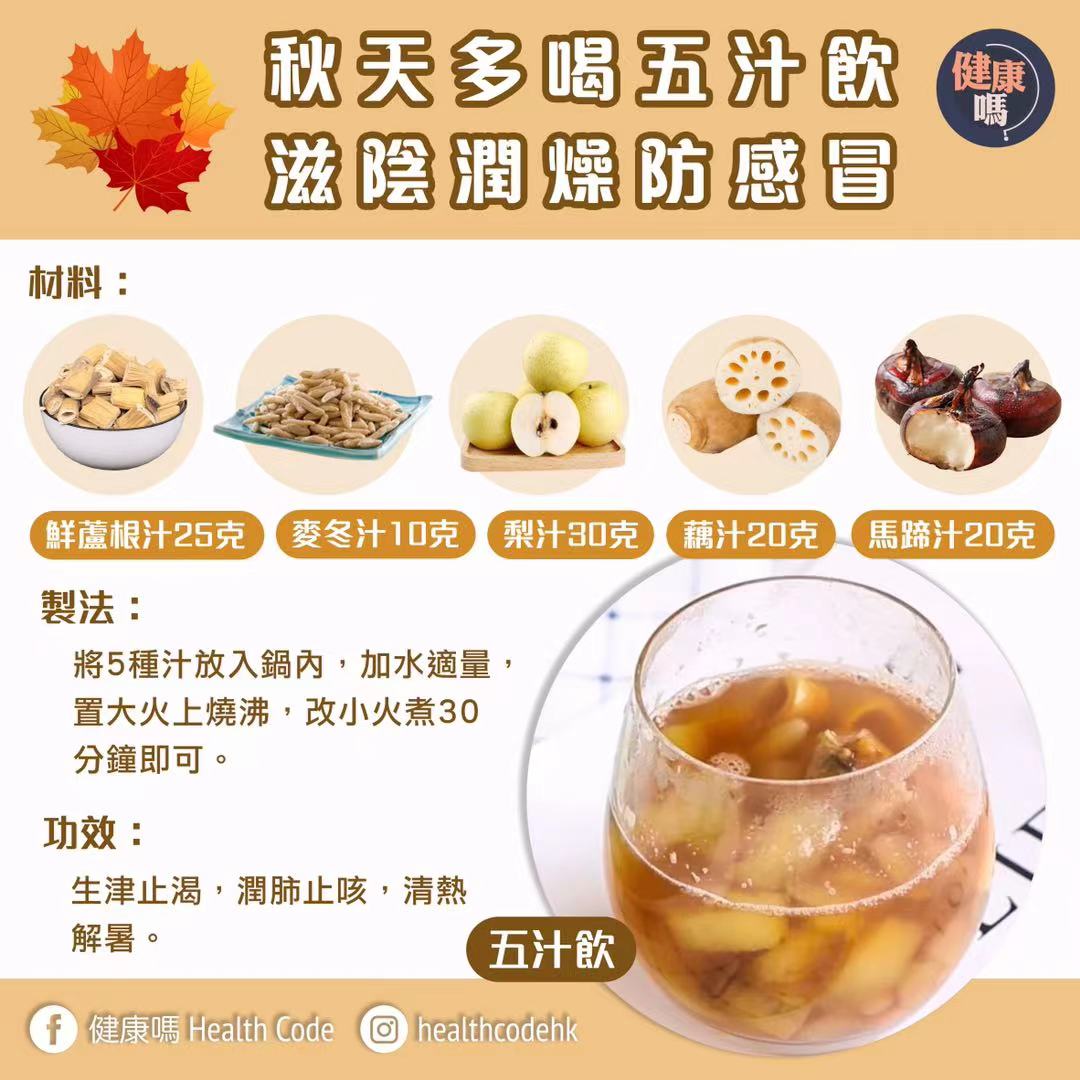 秋天多喝五汁飲
滋陰潤燥防感冒
健康
嗎
材料：
鮮蘆根汁25克
麥冬汁10克
梨汁30克
藕汁20克
馬蹄汁20克
製法：
將5種汁放入鍋內，加水適量，
置大火上燒沸，改小火煮30
分鐘即可。
功效：
生津止渴，潤肺止咳，清熱
解暑。
五汁飲
健康嗎 Health Code
healthcodehk